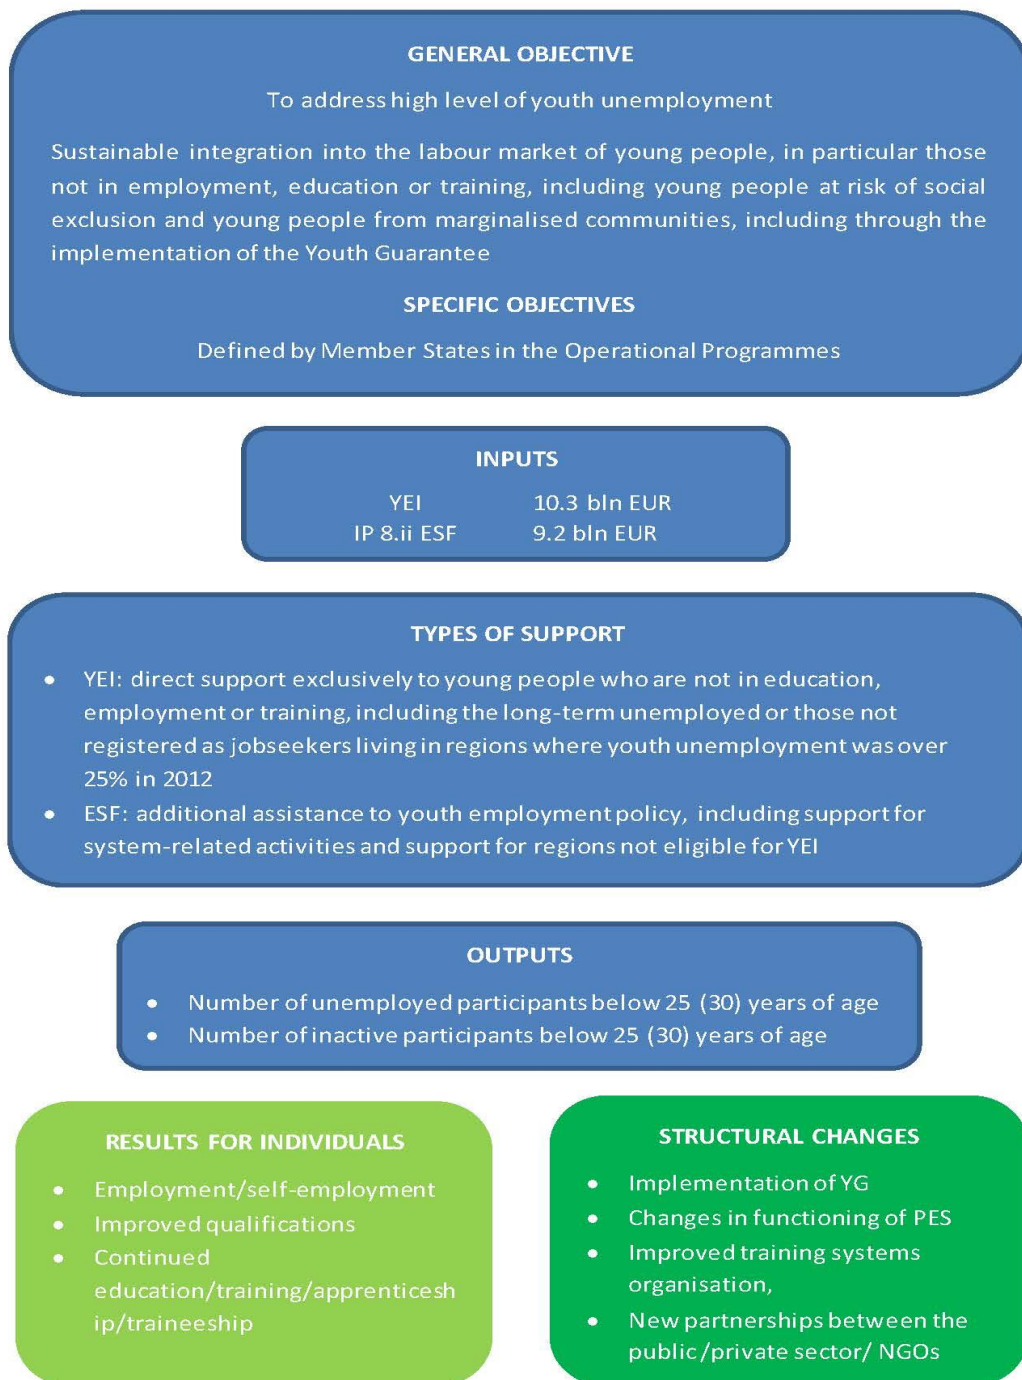 GENERAL OBJECTIVE
To address high level of youth unemployment
Sustainable integration into the labour market of young people, in particular those
not in employment, education or training, including young people at risk of social
exclusion and young people from marginalised communities, including through the
implementation of the Youth Guarantee
SPECIFIC OBJECTIVES
Defined by Member States in the Operational Programmes
INPUTS
YEI 10.3 bln EUR
IP 8.ii ESF 9.2 bln EUR
TYPES OF SUPPORT
• YEI: direct support exclusively to young people who are not in education,
employment or training, including the long-term unemployed or those not
registered as jobseekers living in regions where youth unemployment was over
25% in 2012
• ESF: additional assistance to youth employment policy, including support for
system-related activities and support for regions not eligible for YEI
OUTPUTS
• Number of unemployed participants below 25 (30) years of age
• Number of inactive participants below 25 (30) years of age
RESULTS FOR INDIVIDUALS
• Employment/self-employment
• Improved qualifications
• Continued
education/training/apprenticesh
ip/traineeship
STRUCTURAL CHANGES
• Implementation of YG
• Changes in functioning of PES
• Improved training systems
organisation,
• New partnerships between the
public/private sector/ NGOs